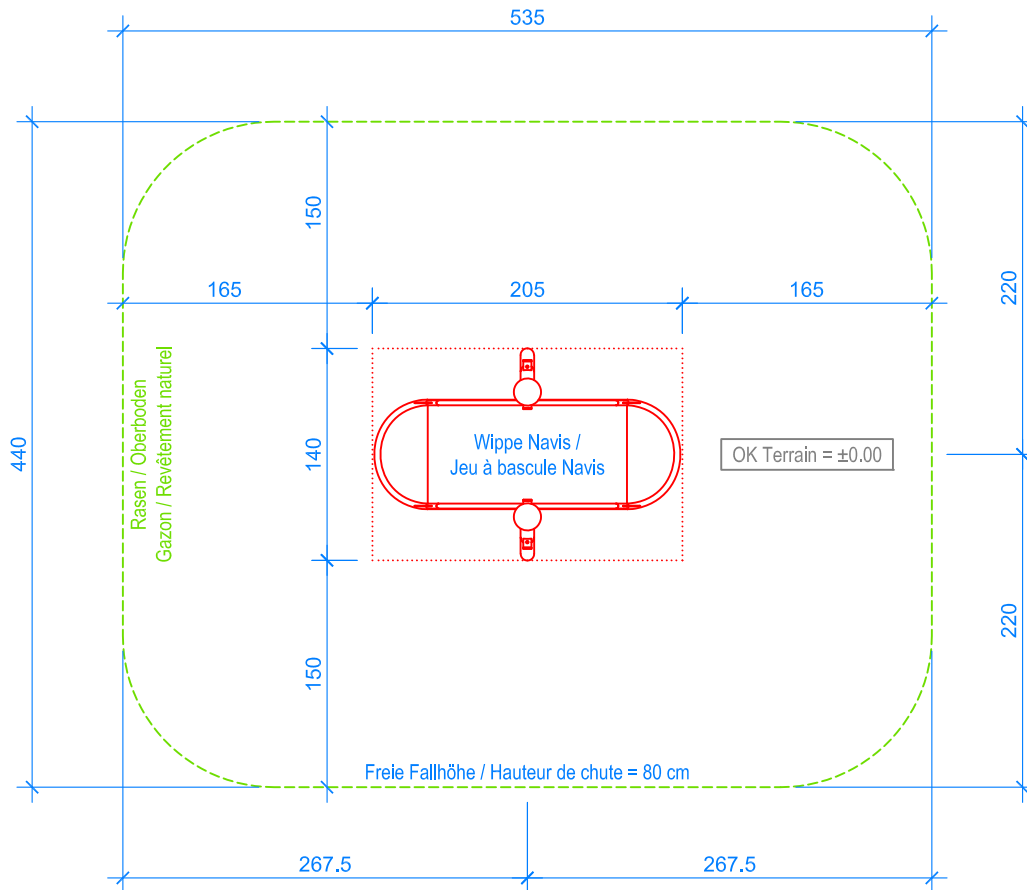 535
150
165
205
165
220
Rasen / Oberboden
Gazon / Revêtement naturel
440
140
Wippe Navis /
Jeu à bascule Navis
OK Terrain = ±0.00
220
150
Freie Fallhöhe / Hauteur de chute = 80 cm
267.5
267.5